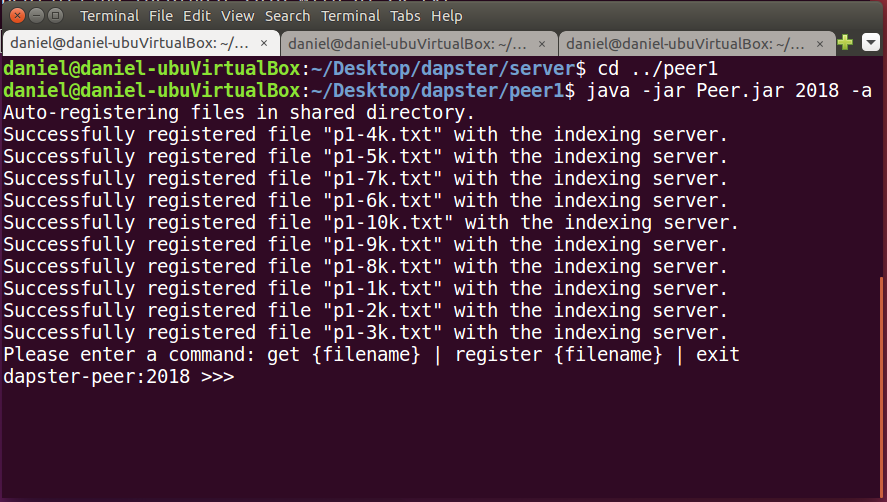 Terminal File Edit View Search Terminal Tabs Help
daniel@daniel-ubuVirtualBox: ~/... × daniel@daniel-ubuVirtualBox: ~/... × daniel@daniel-ubuVirtualBox: ~/... ×
daniel@daniel-ubuVirtualBox:~/Desktop/dapster/server$ cd ../peer1
daniel@daniel-ubuVirtualBox:~/Desktop/dapster/peer1$ java -jar Peer.jar 2018 -a
Auto-registering files in shared directory.
Successfully registered file "p1-4k.txt" with the indexing server.
Successfully registered file "p1-5k.txt" with the indexing server.
Successfully registered file "p1-7k.txt" with the indexing server.
Successfully registered file "p1-6k.txt" with the indexing server.
Successfully registered file "p1-10k.txt" with the indexing server.
Successfully registered file "p1-9k.txt" with the indexing server.
Successfully registered file "p1-8k.txt" with the indexing server.
Successfully registered file "p1-1k.txt" with the indexing server.
Successfully registered file "p1-2k.txt" with the indexing server.
Successfully registered file "p1-3k.txt" with the indexing server.
Please enter a command: get {filename} | register {filename} | exit
dapster-peer:2018 >>>